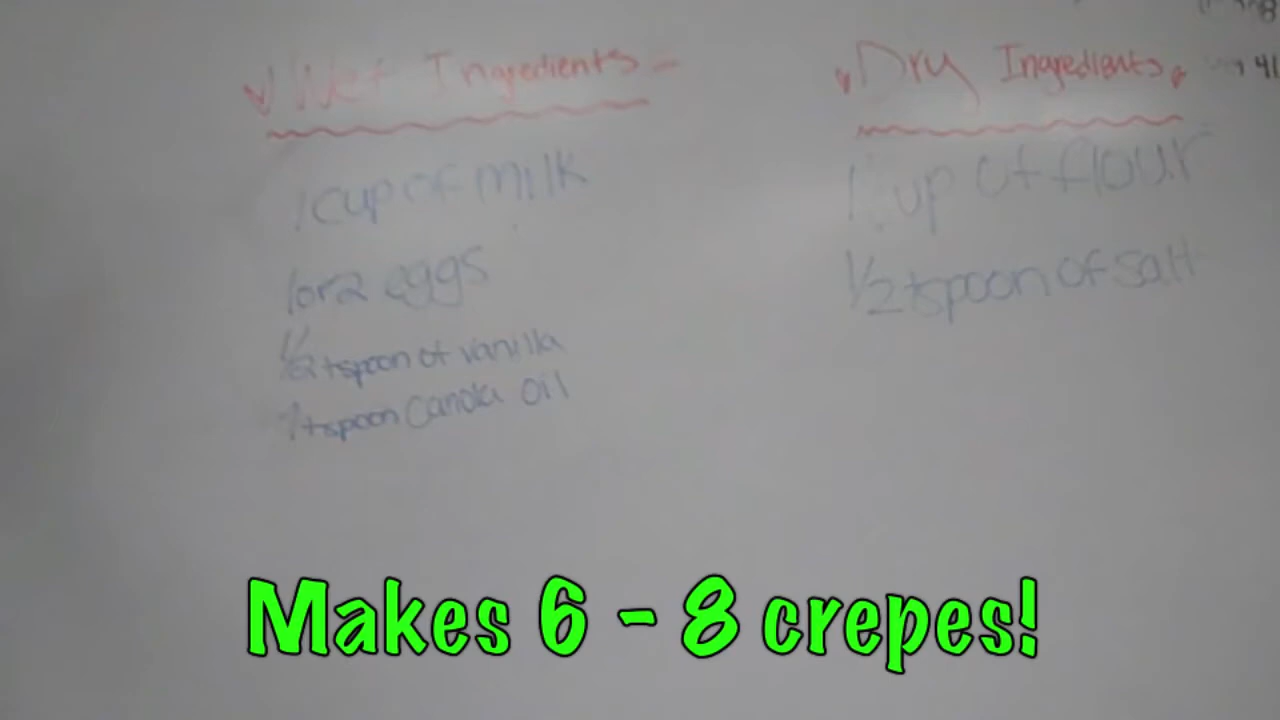 Wet Ingredients
1 cup of milk
1 or 2 eggs
1/2 tspoon of vanilla
1 tspoon canola oil
Dry Ingredients
1 cup of flour
1/2 tspoon of salt
Makes 6 - 8 crepes!